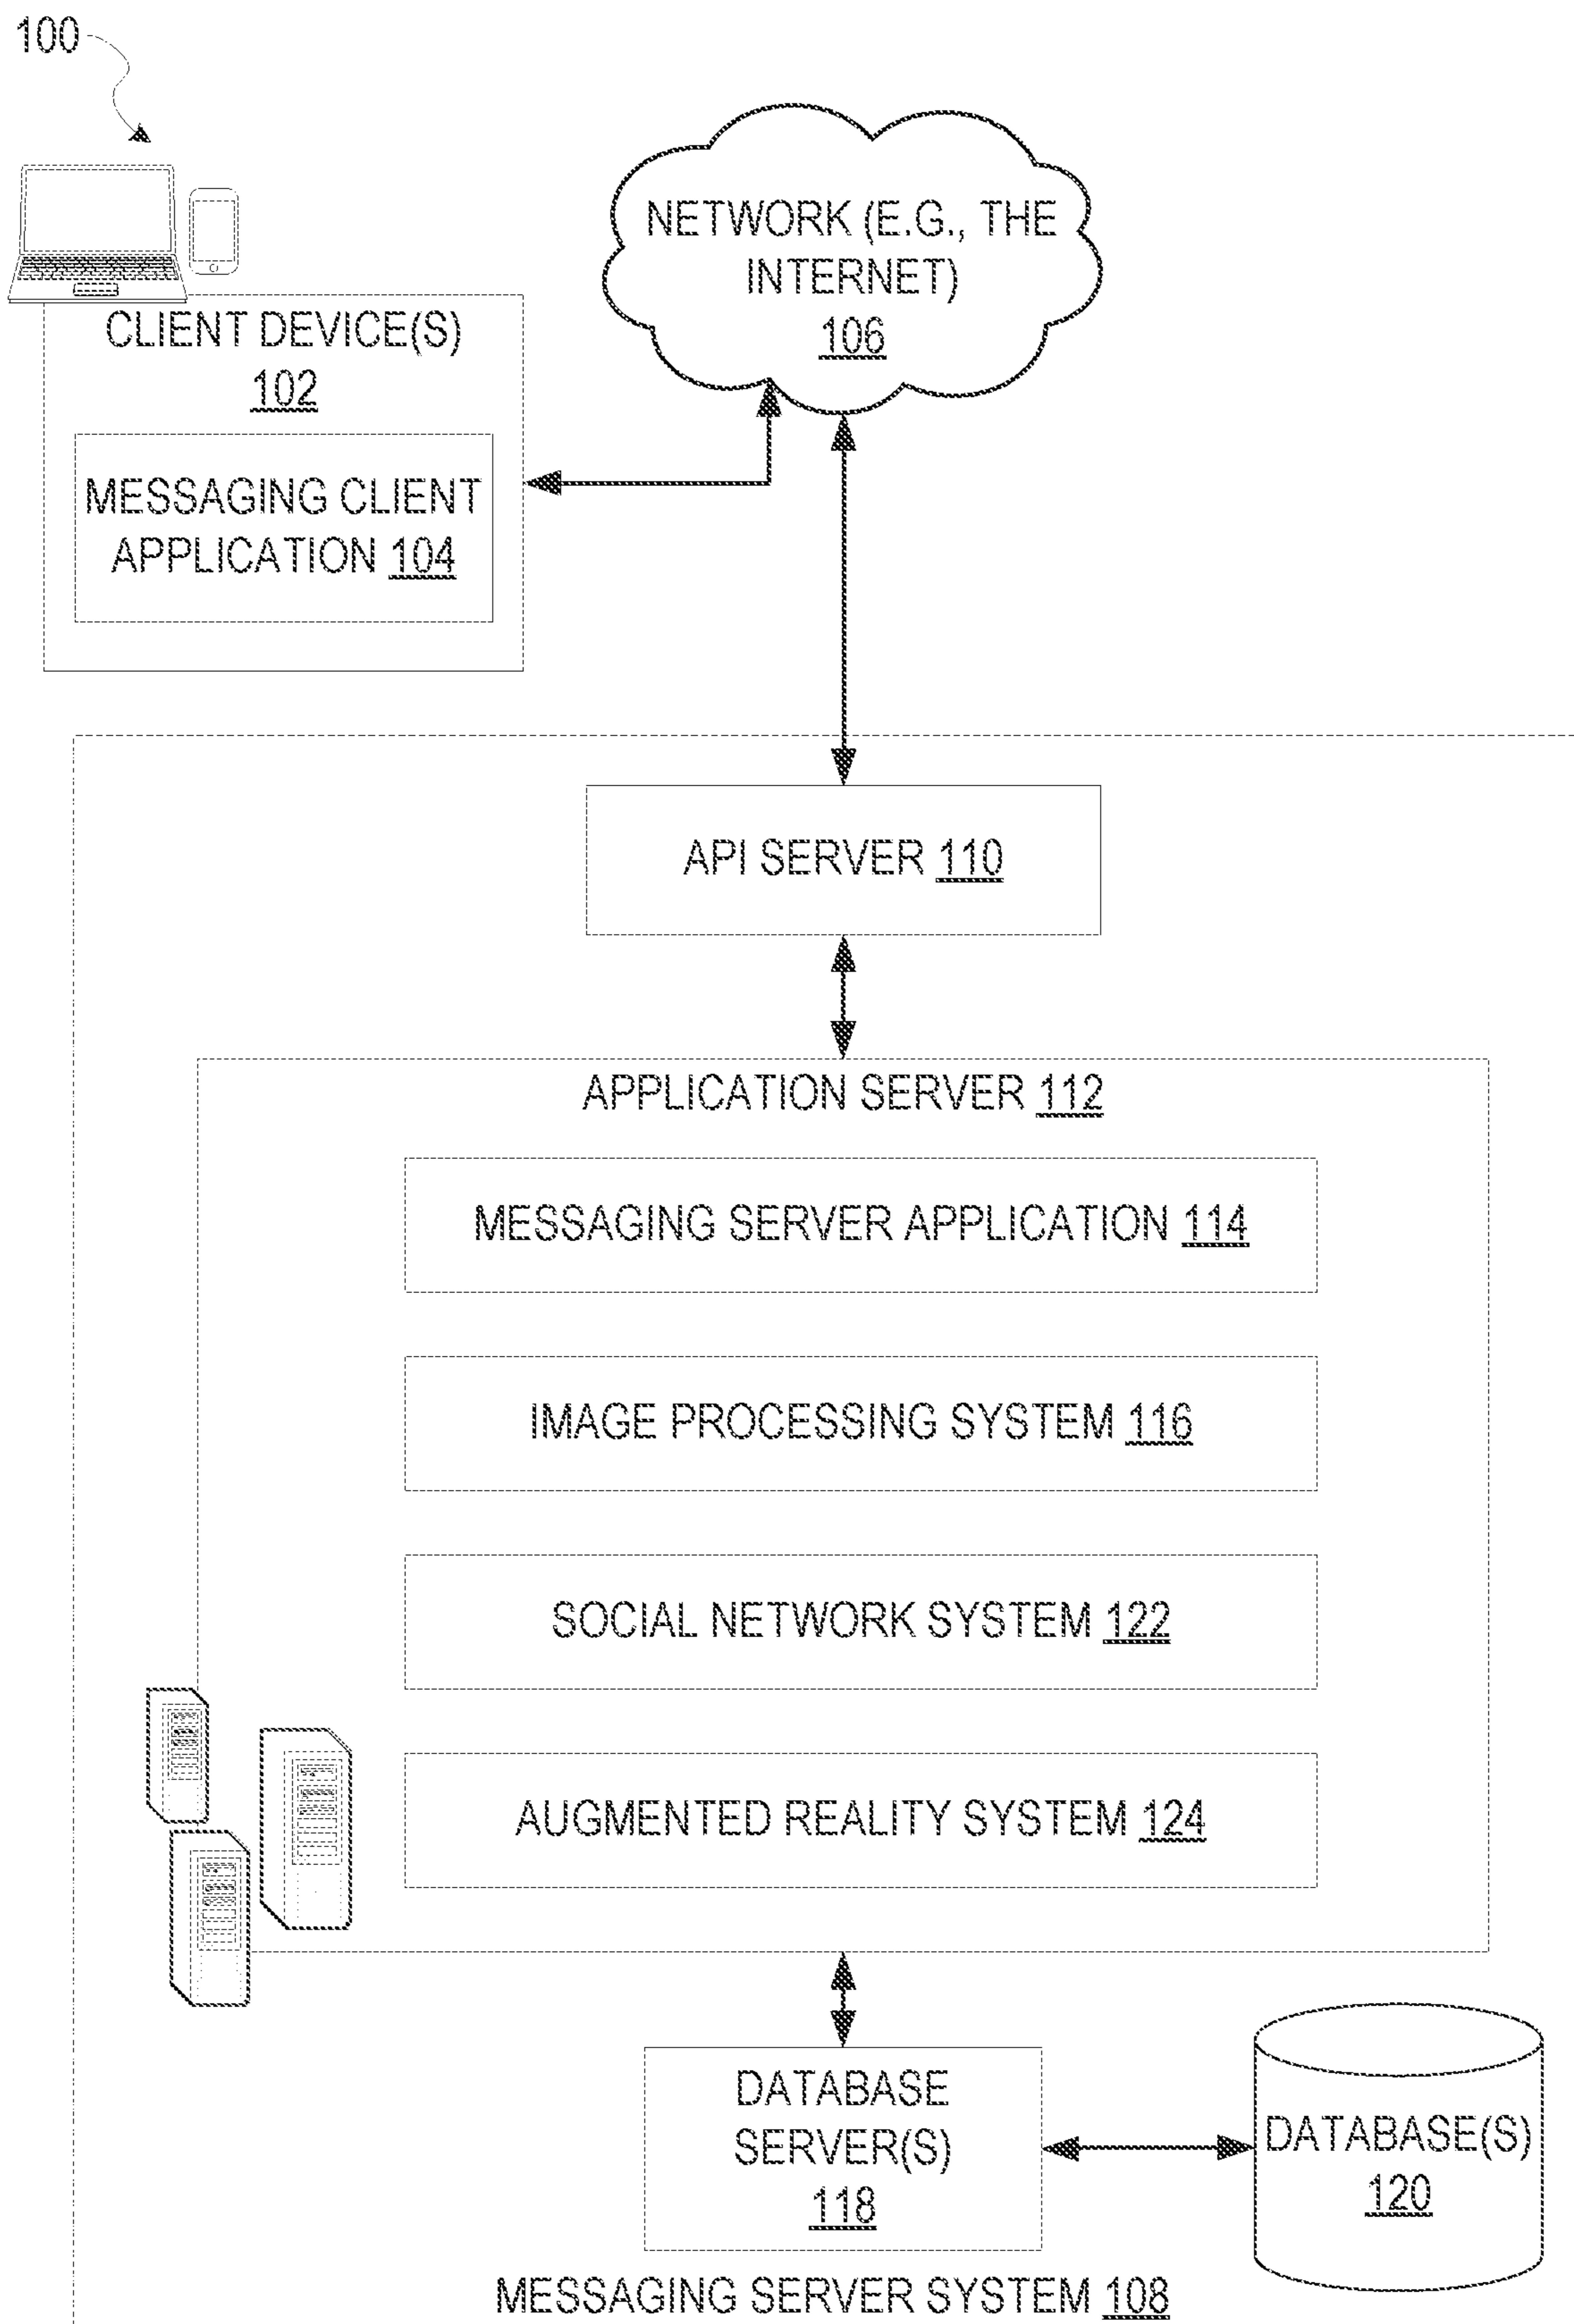 100
NETWORK (E.G., THE
INTERNET)
106
CLIENT DEVICE(S)
102
MESSAGING CLIENT
APPLICATION 104
API SERVER 110
APPLICATION SERVER 112
MESSAGING SERVER APPLICATION 114
IMAGE PROCESSING SYSTEM 116
SOCIAL NETWORK SYSTEM 122
AUGMENTED REALITY SYSTEM 124
DATABASE
SERVER(S)
118
DATABASE(S)
120
MESSAGING SERVER SYSTEM 108